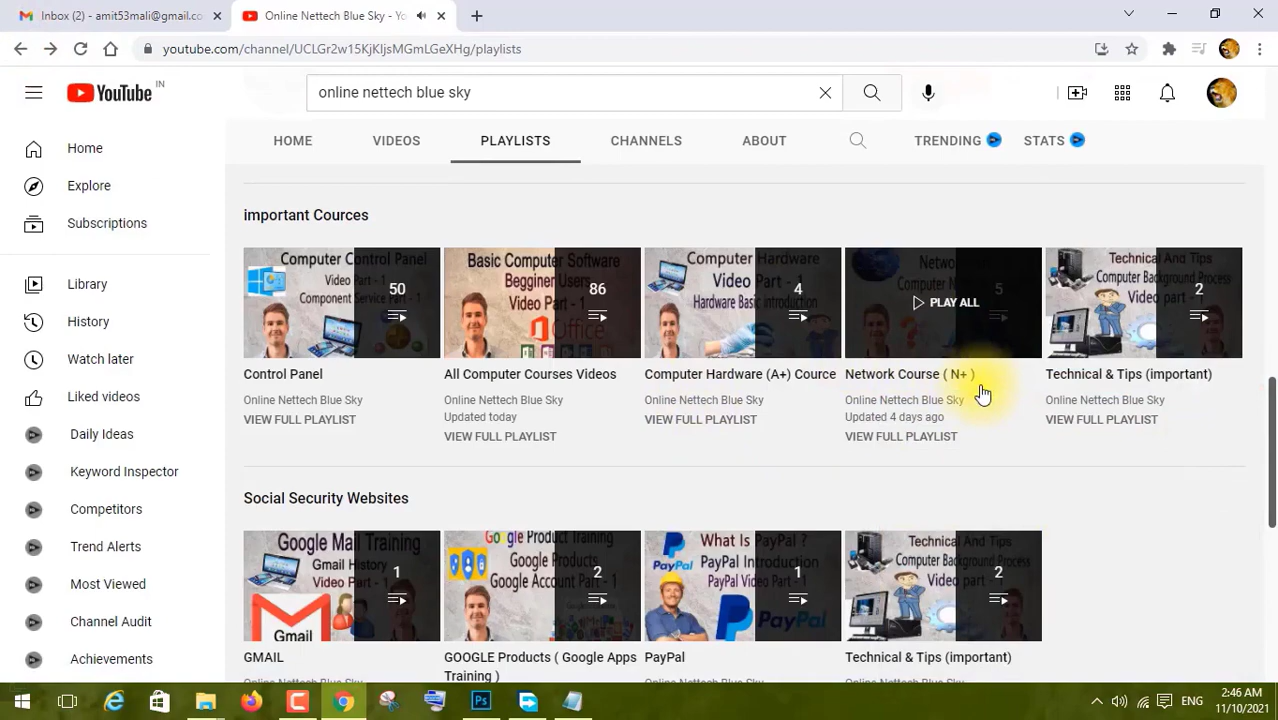 Inbox (2) - amit53mali@gmail.co
Online Nettech Blue Sky - Yo
youtube.com/channel/UCLGr2w15KjKIjsMGmLGeXHg/playlists
YouTube IN
online nettech blue sky
HOME VIDEOS PLAYLISTS CHANNELS ABOUT TRENDING STATS
Home
Explore
Subscriptions
Library
History
Watch later
Liked videos
Daily Ideas
Keyword Inspector
Competitors
Trend Alerts
Most Viewed
Channel Audit
Achievements
important Cources
Computer Control Panel
Video Part - 1
Component Service Part - 1
50
Control Panel
Online Nettech Blue Sky
VIEW FULL PLAYLIST
Basic Computer Software
Begginer Users
Video Part - 1
Office
86
All Computer Courses Videos
Online Nettech Blue Sky
Updated today
VIEW FULL PLAYLIST
Computer Hardware
Video
Hardware Basic introduction
4
Computer Hardware (A+) Cource
Online Nettech Blue Sky
VIEW FULL PLAYLIST
5
PLAY ALL
Network Course ( N+ )
Online Nettech Blue Sky
Updated 4 days ago
VIEW FULL PLAYLIST
Technical And Tips
Computer Background Process
Video part - 1
2
Technical & Tips (important)
Online Nettech Blue Sky
VIEW FULL PLAYLIST
Social Security Websites
Google Mail Training
Gmail History
Video Part - 1
Gmail
1
GMAIL
Google Product Training
Google Products
Google Account Part - 1
2
GOOGLE Products ( Google Apps
Training )
What Is PayPal ?
PayPal Introduction
PayPal Video Part - 1
PayPal
1
PayPal
Technical And Tips
Computer Background Process
Video part - 1
2
Technical & Tips (important)
ENG
2:46 AM
11/10/2021